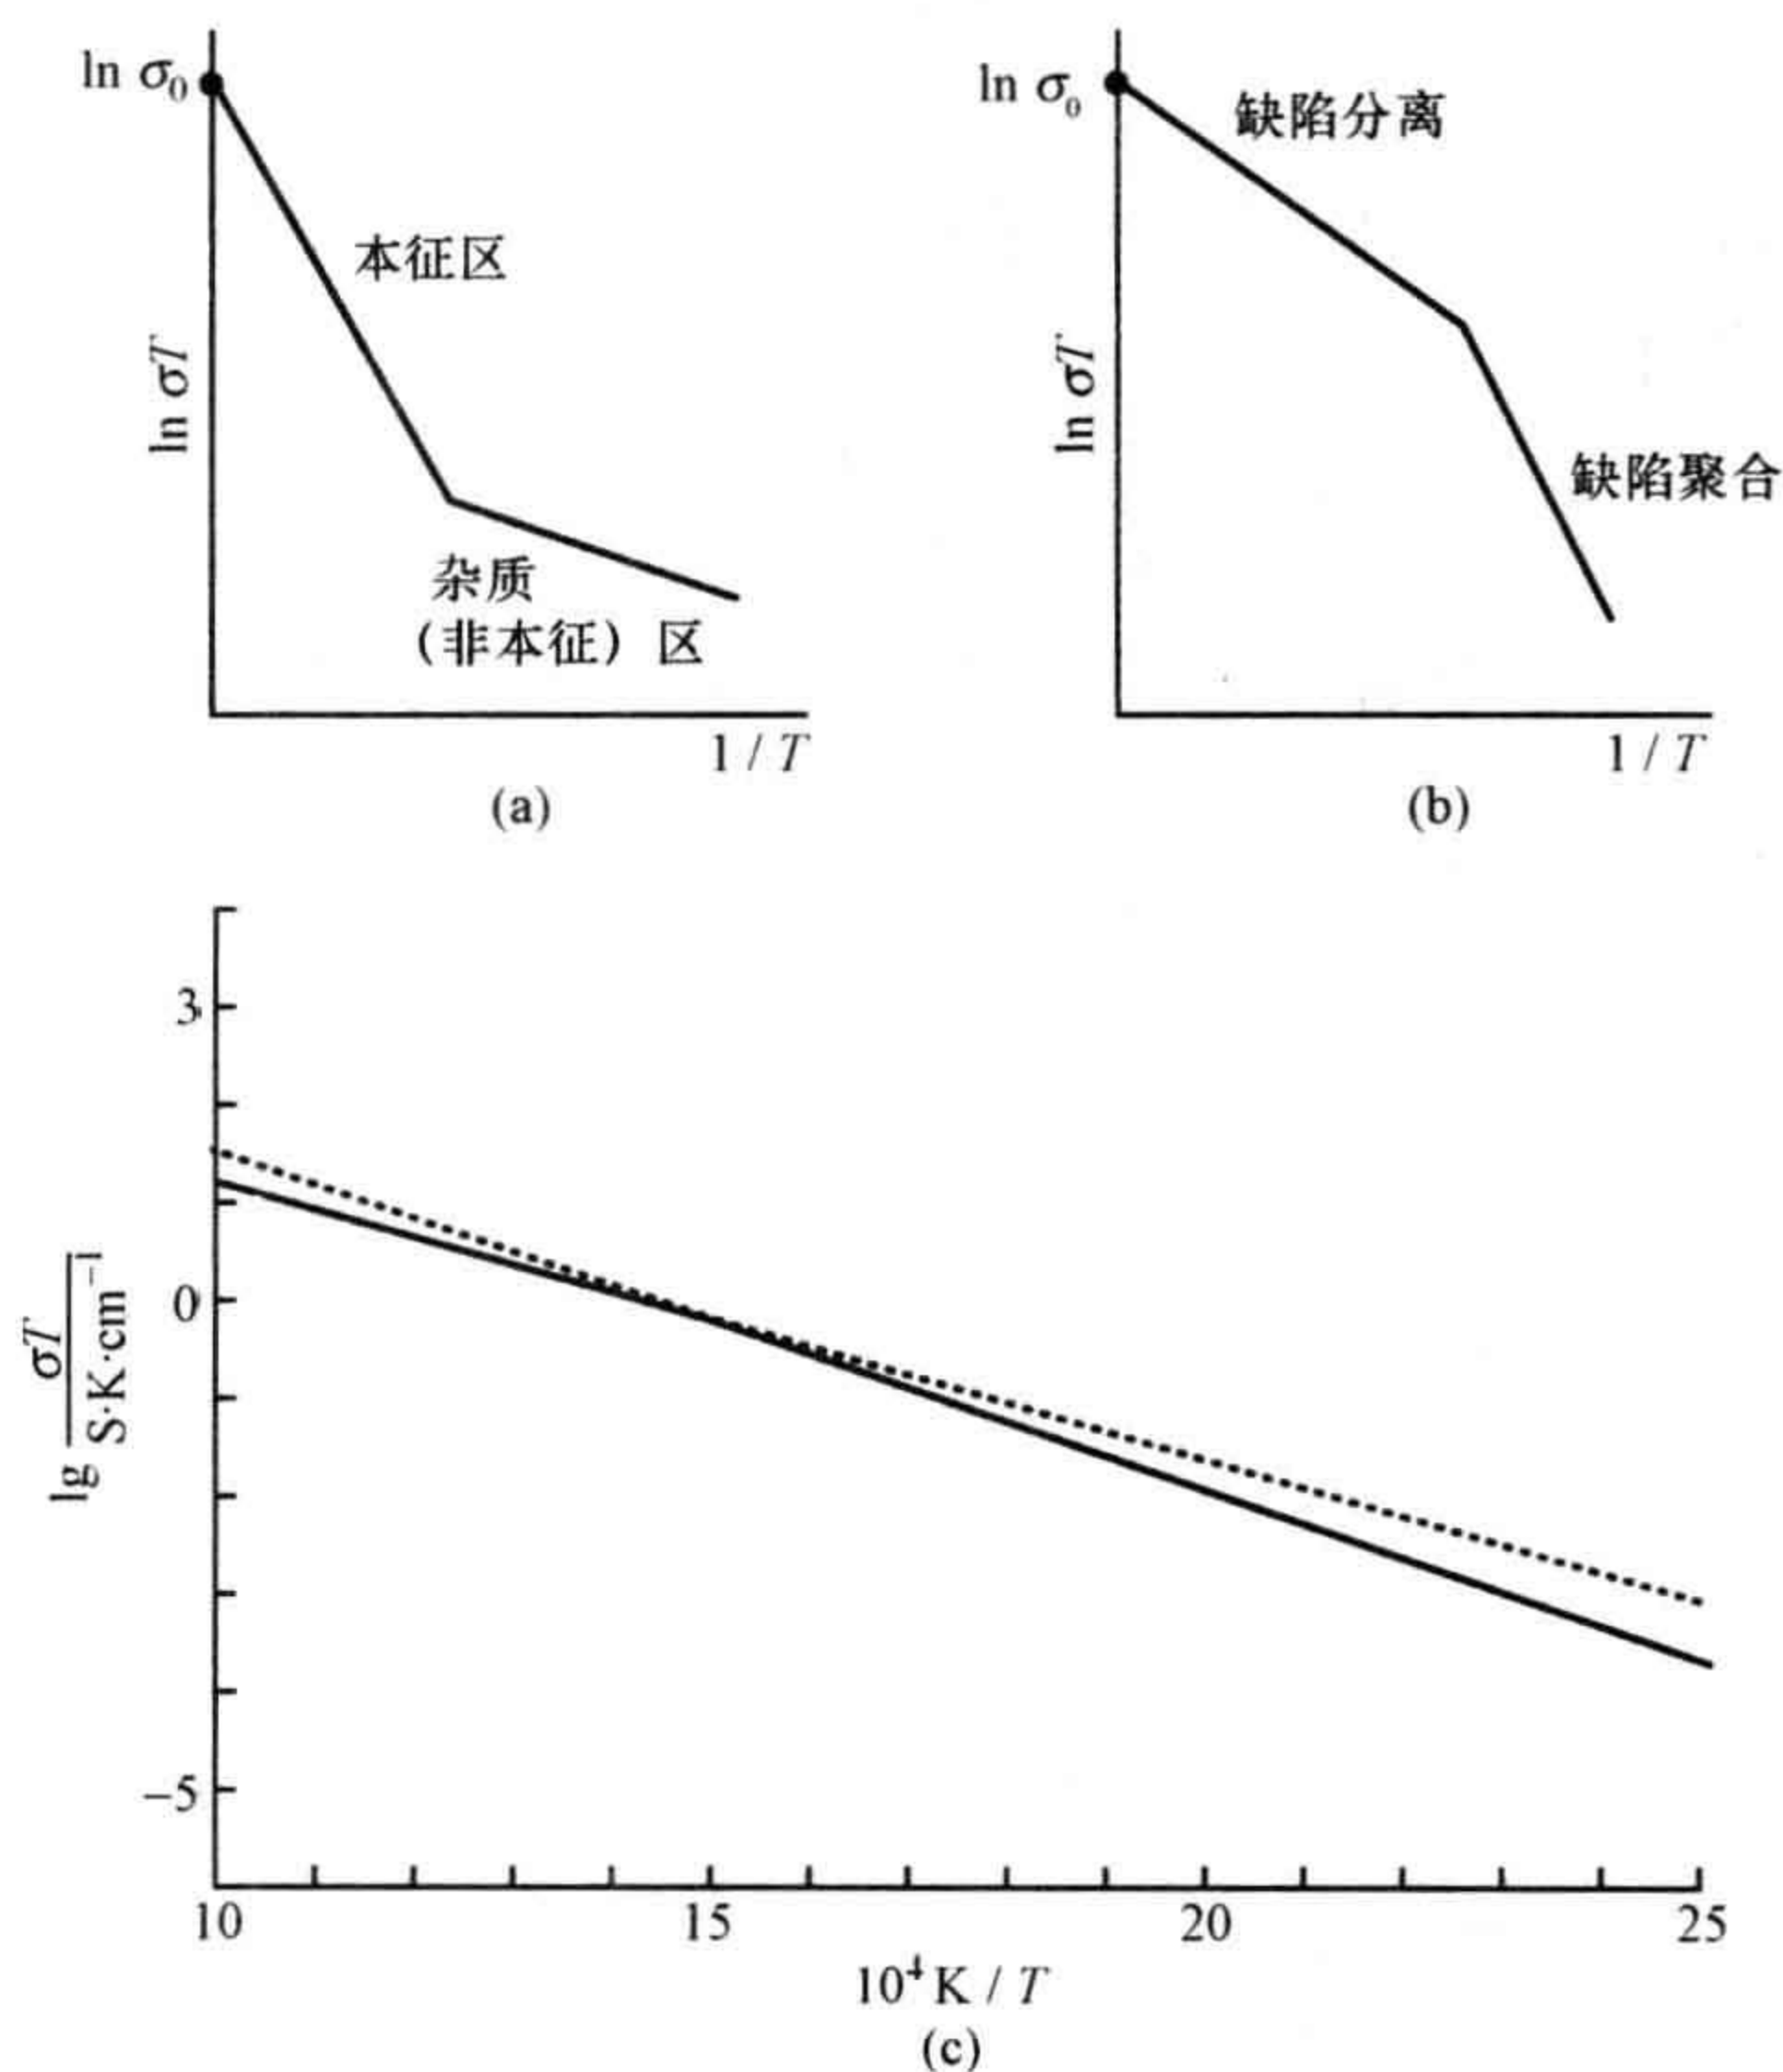 ln σ₀
本征区
ln σT
杂质
(非本征) 区
1 / T
(a)
ln σ₀
缺陷分离
ln σT
缺陷聚合
1 / T
(b)
3
0
−5
lg σT / S·K·cm⁻¹
10 15 20 25
10⁴ K / T
(c)